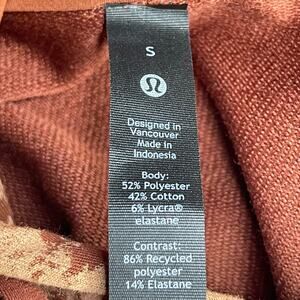 S
Designed in
Vancouver
Made in
Indonesia
Body:
52% Polyester
42% Cotton
6% Lycra®
elastane
Contrast:
86% Recycled
polyester
14% Elastane